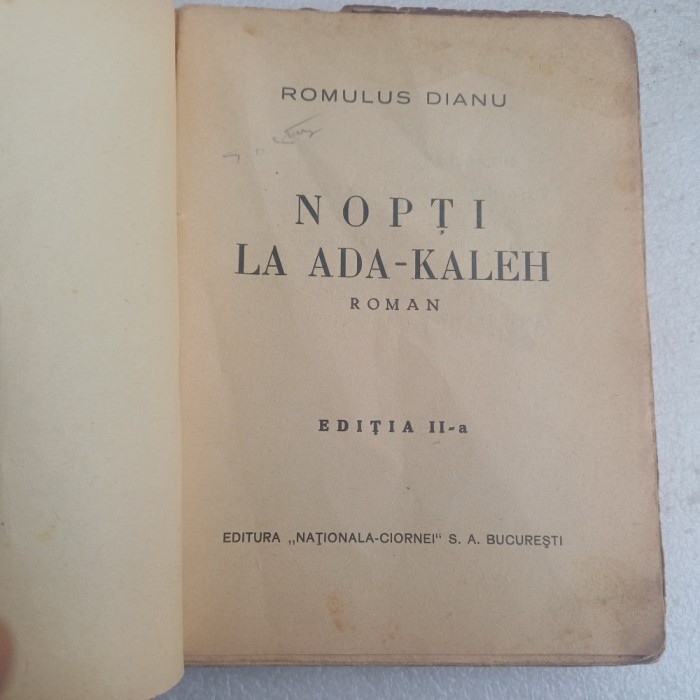 ROMULUS DIANU
NOPȚI
LA ADA-KALEH
ROMAN
EDIȚIA II-a
EDITURA „NAȚIONALA-CIORNEI" S. A. BUCUREȘTI